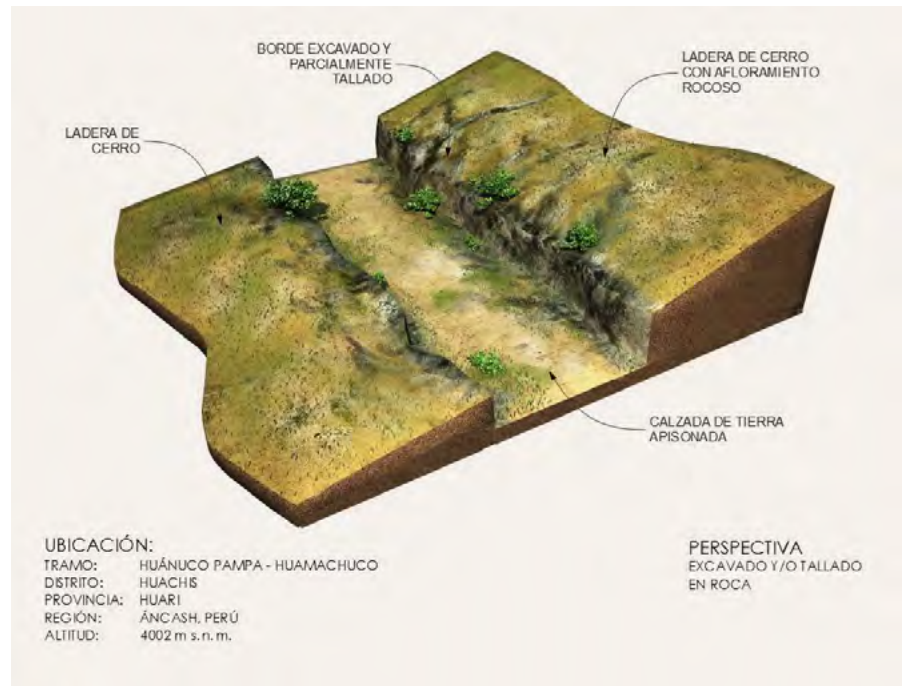 BORDE EXCAVADO Y
PARCIALMENTE
TALLADO
LADERA DE CERRO
CON AFLORAMIENTO
ROCOSO
LADERA DE
CERRO
CALZADA DE TIERRA
APISONADA
UBICACIÓN:
TRAMO: HUÁNUCO PAMPA - HUAMACHUCO
DISTRITO: HUACHIS
PROVINCIA: HUARI
REGIÓN: ÁNCASH, PERÚ
ALTITUD: 4002 m s.n.m.
PERSPECTIVA
EXCAVADO Y/O TALLADO
EN ROCA